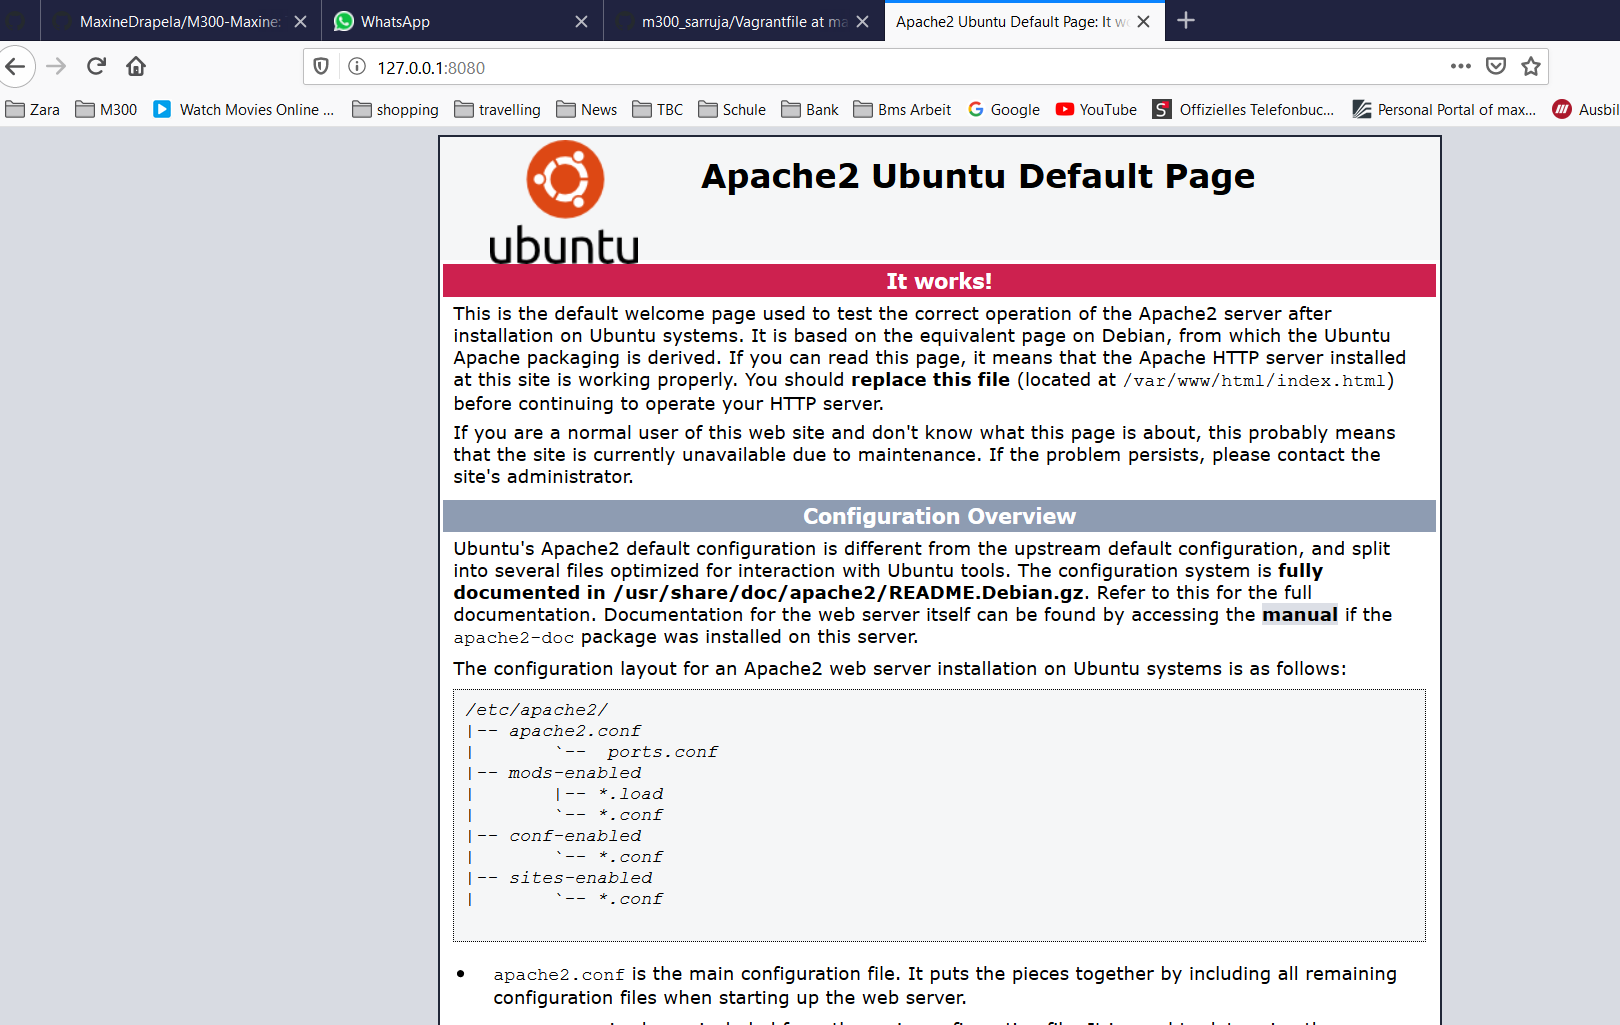 MaxineDrapela/M300-Maxine:
WhatsApp
m300_sarruja/Vagrantfile at ma
Apache2 Ubuntu Default Page: It wo
127.0.0.1:8080
Zara
M300
Watch Movies Online ...
shopping
travelling
News
TBC
Schule
Bank
Bms Arbeit
Google
YouTube
Offizielles Telefonbuc...
Personal Portal of max...
Ausbil
ubuntu
Apache2 Ubuntu Default Page
It works!
This is the default welcome page used to test the correct operation of the Apache2 server after
installation on Ubuntu systems. It is based on the equivalent page on Debian, from which the Ubuntu
Apache packaging is derived. If you can read this page, it means that the Apache HTTP server installed
at this site is working properly. You should replace this file (located at /var/www/html/index.html)
before continuing to operate your HTTP server.
If you are a normal user of this web site and don't know what this page is about, this probably means
that the site is currently unavailable due to maintenance. If the problem persists, please contact the
site's administrator.
Configuration Overview
Ubuntu's Apache2 default configuration is different from the upstream default configuration, and split
into several files optimized for interaction with Ubuntu tools. The configuration system is fully
documented in /usr/share/doc/apache2/README.Debian.gz. Refer to this for the full
documentation. Documentation for the web server itself can be found by accessing the manual if the
apache2-doc package was installed on this server.
The configuration layout for an Apache2 web server installation on Ubuntu systems is as follows:
/etc/apache2/
|-- apache2.conf
|       `--  ports.conf
|-- mods-enabled
|       |-- *.load
|       `-- *.conf
|-- conf-enabled
|       `-- *.conf
|-- sites-enabled
|       `-- *.conf
• apache2.conf is the main configuration file. It puts the pieces together by including all remaining
configuration files when starting up the web server.